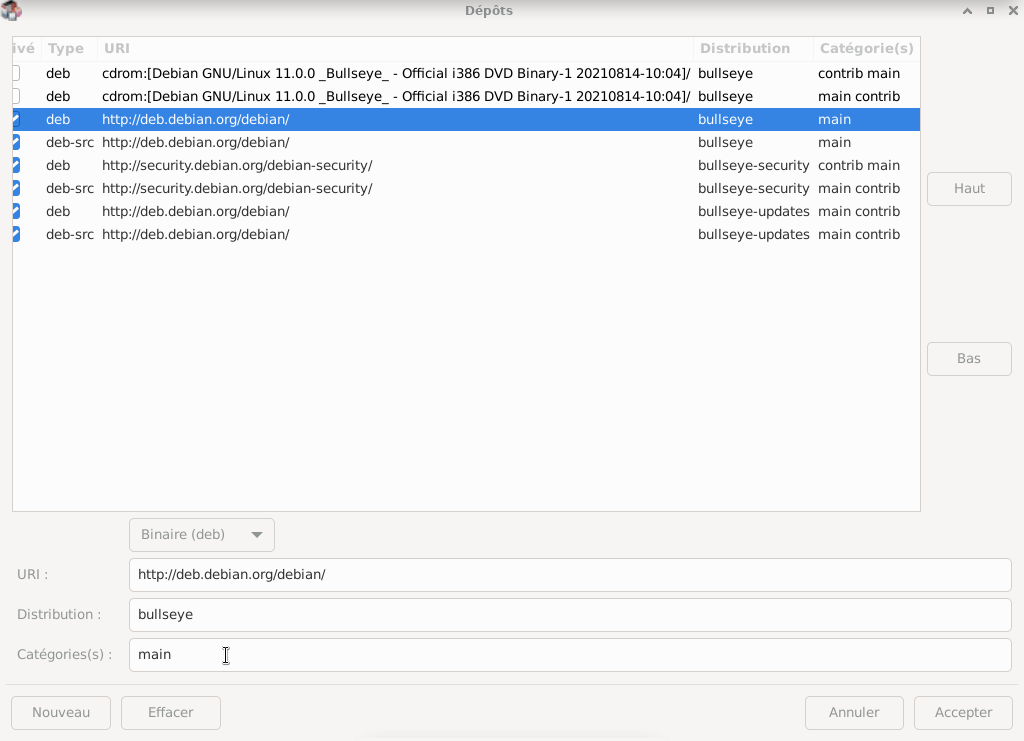 Dépôts
ivé Type URI Distribution Catégorie(s)
deb cdrom:[Debian GNU/Linux 11.0.0 _Bullseye_ - Official i386 DVD Binary-1 20210814-10:04]/ bullseye contrib main
deb cdrom:[Debian GNU/Linux 11.0.0 _Bullseye_ - Official i386 DVD Binary-1 20210814-10:04]/ bullseye main contrib
deb http://deb.debian.org/debian/ bullseye main
deb-src http://deb.debian.org/debian/ bullseye main
deb http://security.debian.org/debian-security/ bullseye-security contrib main
deb-src http://security.debian.org/debian-security/ bullseye-security main contrib
deb http://deb.debian.org/debian/ bullseye-updates main contrib
deb-src http://deb.debian.org/debian/ bullseye-updates main contrib
Haut
Bas
Binaire (deb)
URI : http://deb.debian.org/debian/
Distribution : bullseye
Catégories(s) : main
Nouveau Effacer Annuler Accepter